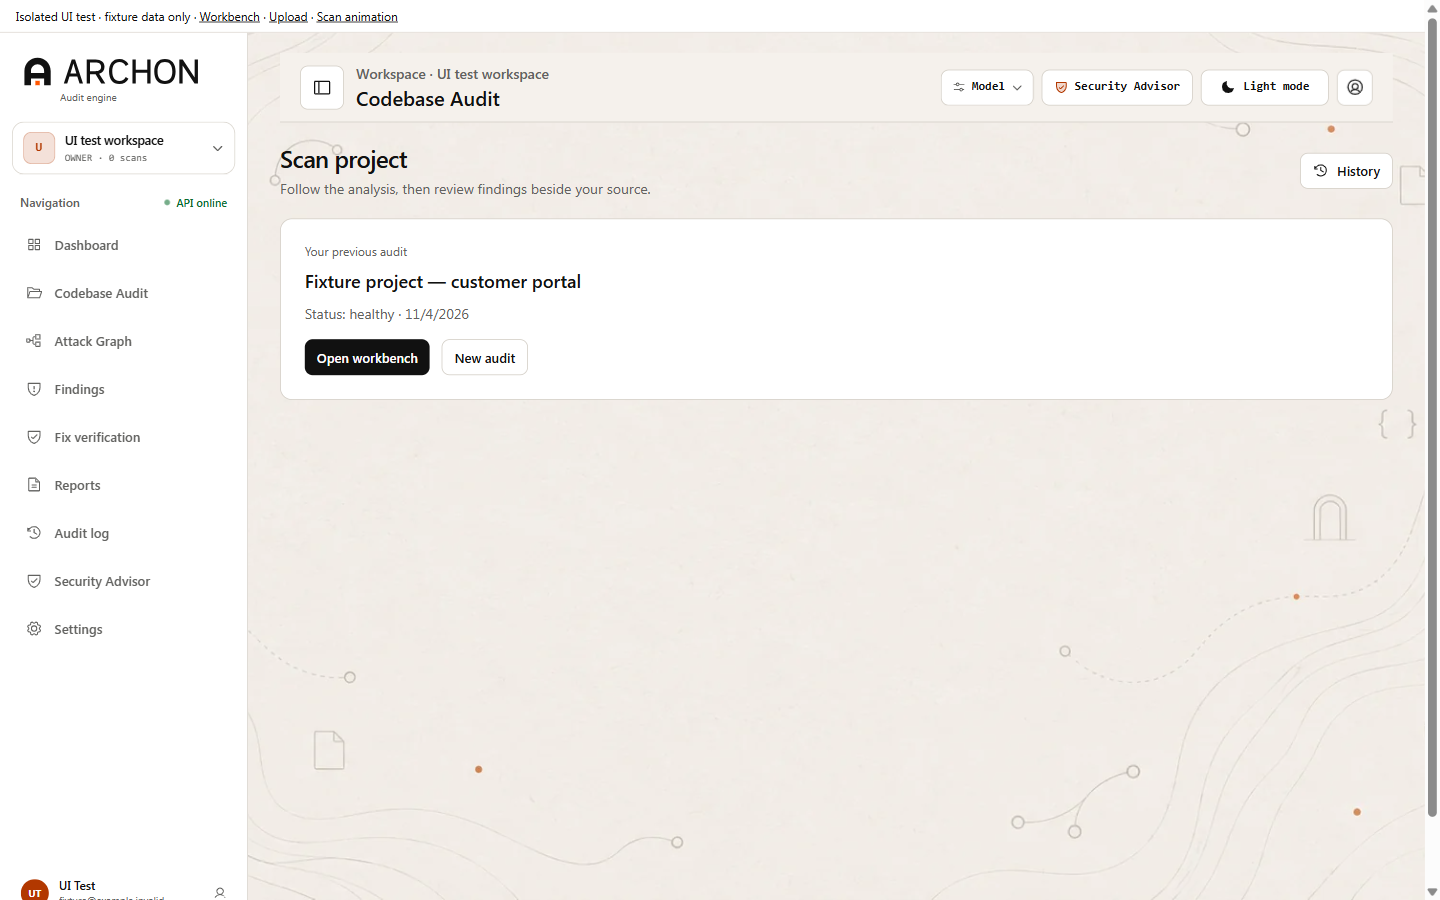 Isolated UI test · fixture data only · Workbench · Upload · Scan animation
ARCHON
Audit engine
U
UI test workspace
OWNER · 0 scans
Navigation
API online
Dashboard
Codebase Audit
Attack Graph
Findings
Fix verification
Reports
Audit log
Security Advisor
Settings
UT
UI Test
fixture@example.invalid
Workspace · UI test workspace
Codebase Audit
Model
Security Advisor
Light mode
Scan project
Follow the analysis, then review findings beside your source.
History
Your previous audit
Fixture project — customer portal
Status: healthy · 11/4/2026
Open workbench
New audit
{ }